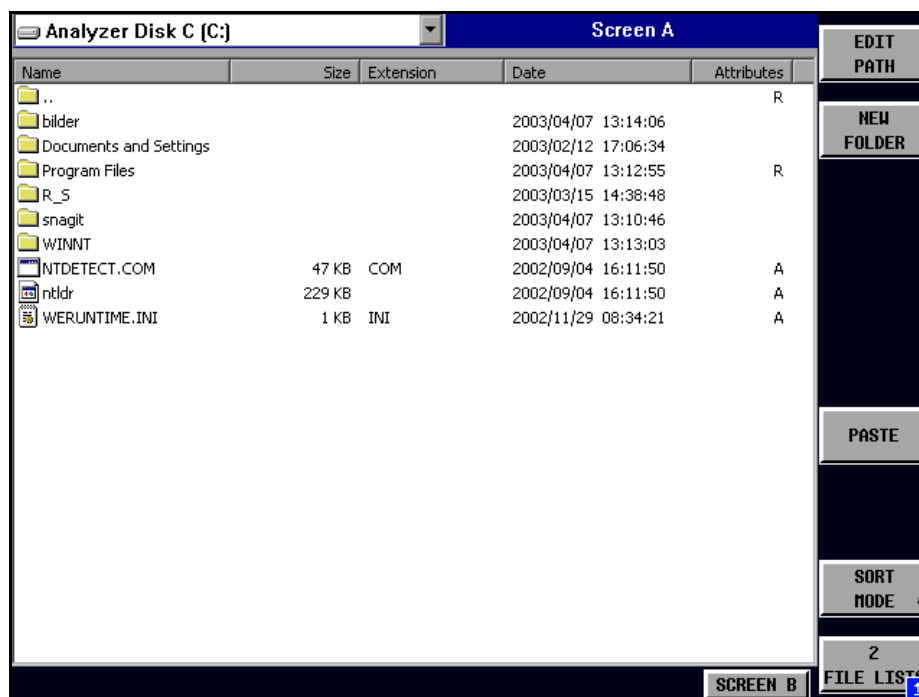 Analyzer Disk C (C:)
Screen A
Name Size Extension Date Attributes
.. R
bilder 2003/04/07 13:14:06
Documents and Settings 2003/02/12 17:06:34
Program Files 2003/04/07 13:12:55 R
R_S 2003/03/15 14:38:48
snagit 2003/04/07 13:10:46
WINNT 2003/04/07 13:13:03
NTDETECT.COM 47 KB COM 2002/09/04 16:11:50 A
ntldr 229 KB 2002/09/04 16:11:50 A
WERUNTIME.INI 1 KB INI 2002/11/29 08:34:21 A
SCREEN B
EDIT
PATH
NEW
FOLDER
PASTE
SORT
MODE
2
FILE LISTS